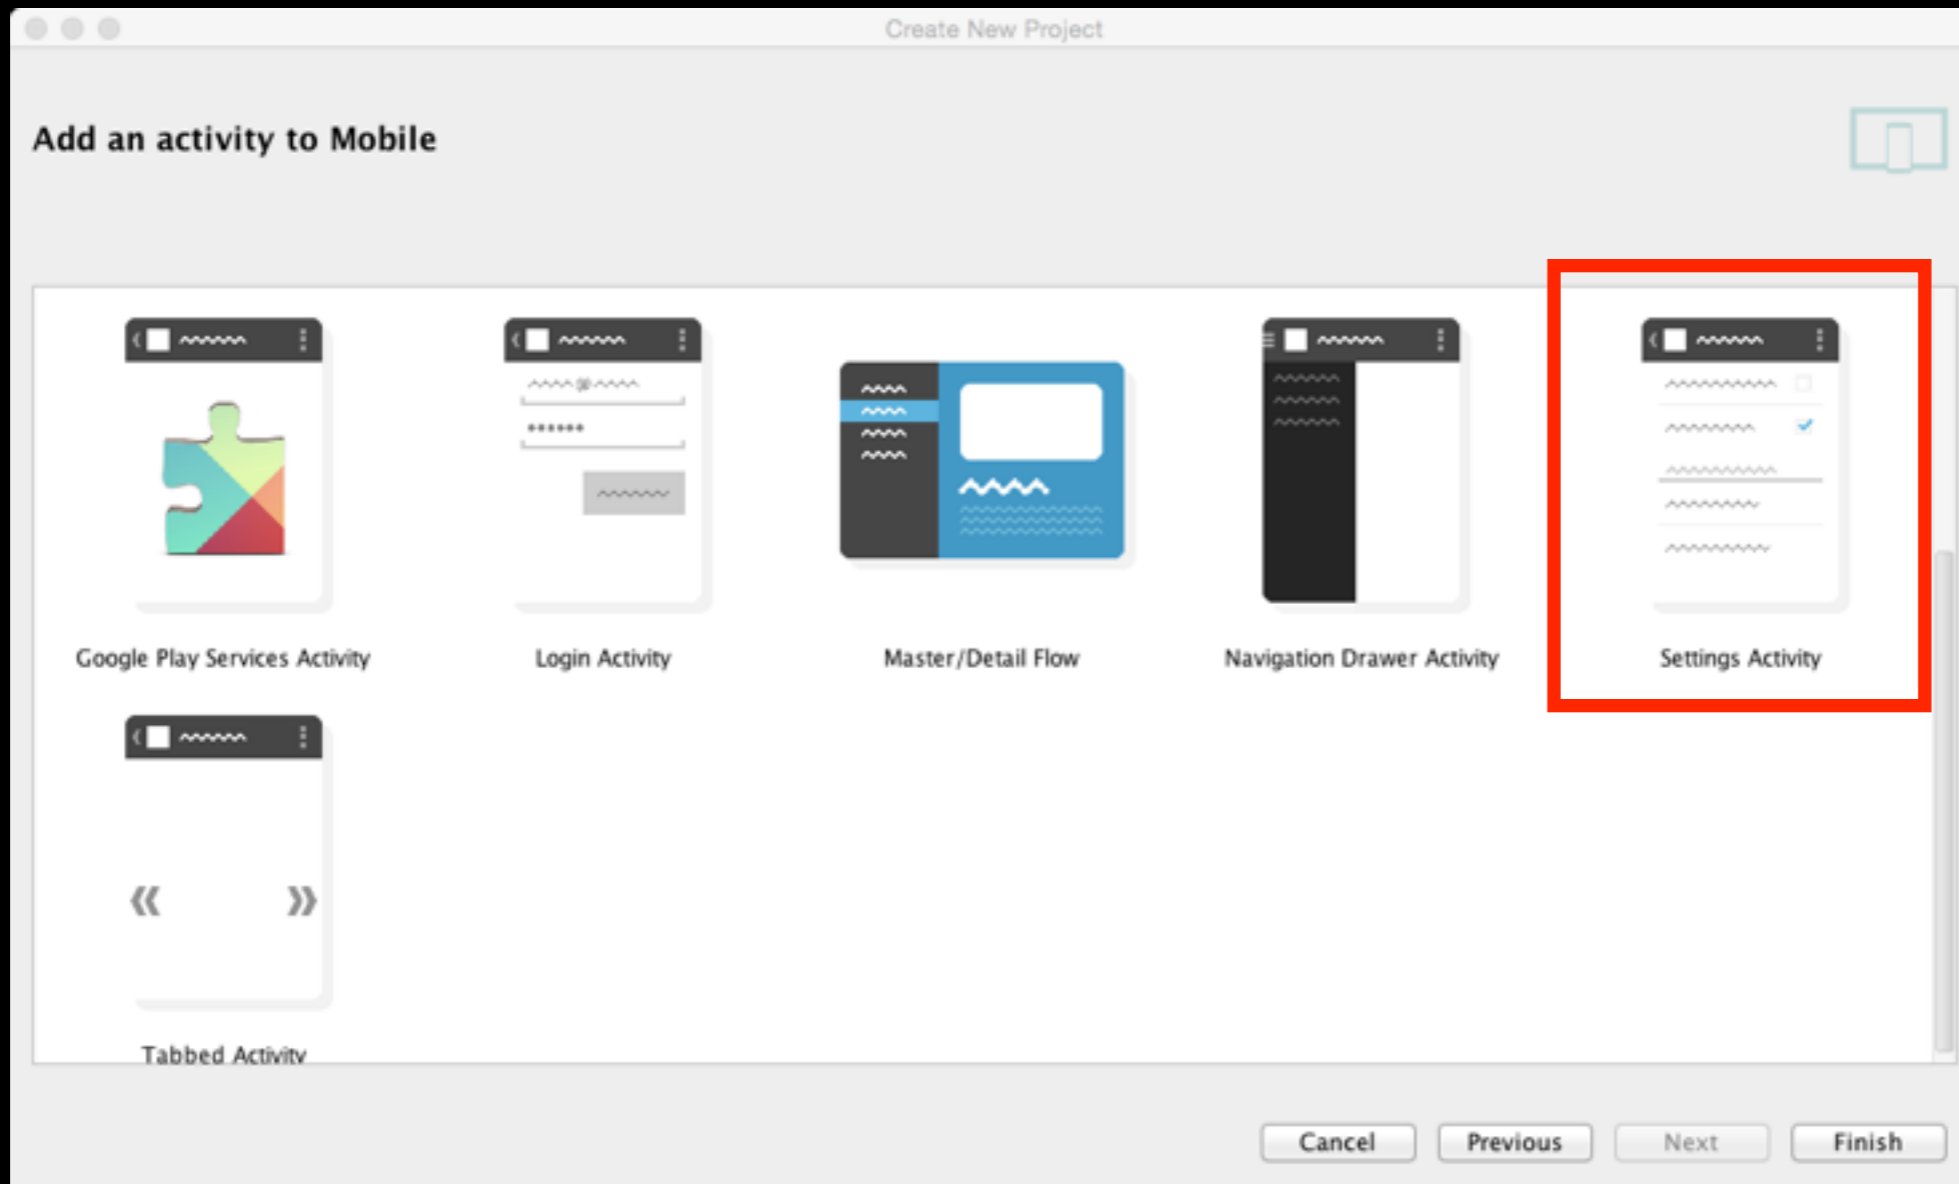 Create New Project
Add an activity to Mobile
Google Play Services Activity
Login Activity
Master/Detail Flow
Navigation Drawer Activity
Settings Activity
Tabbed Activity
Cancel
Previous
Next
Finish